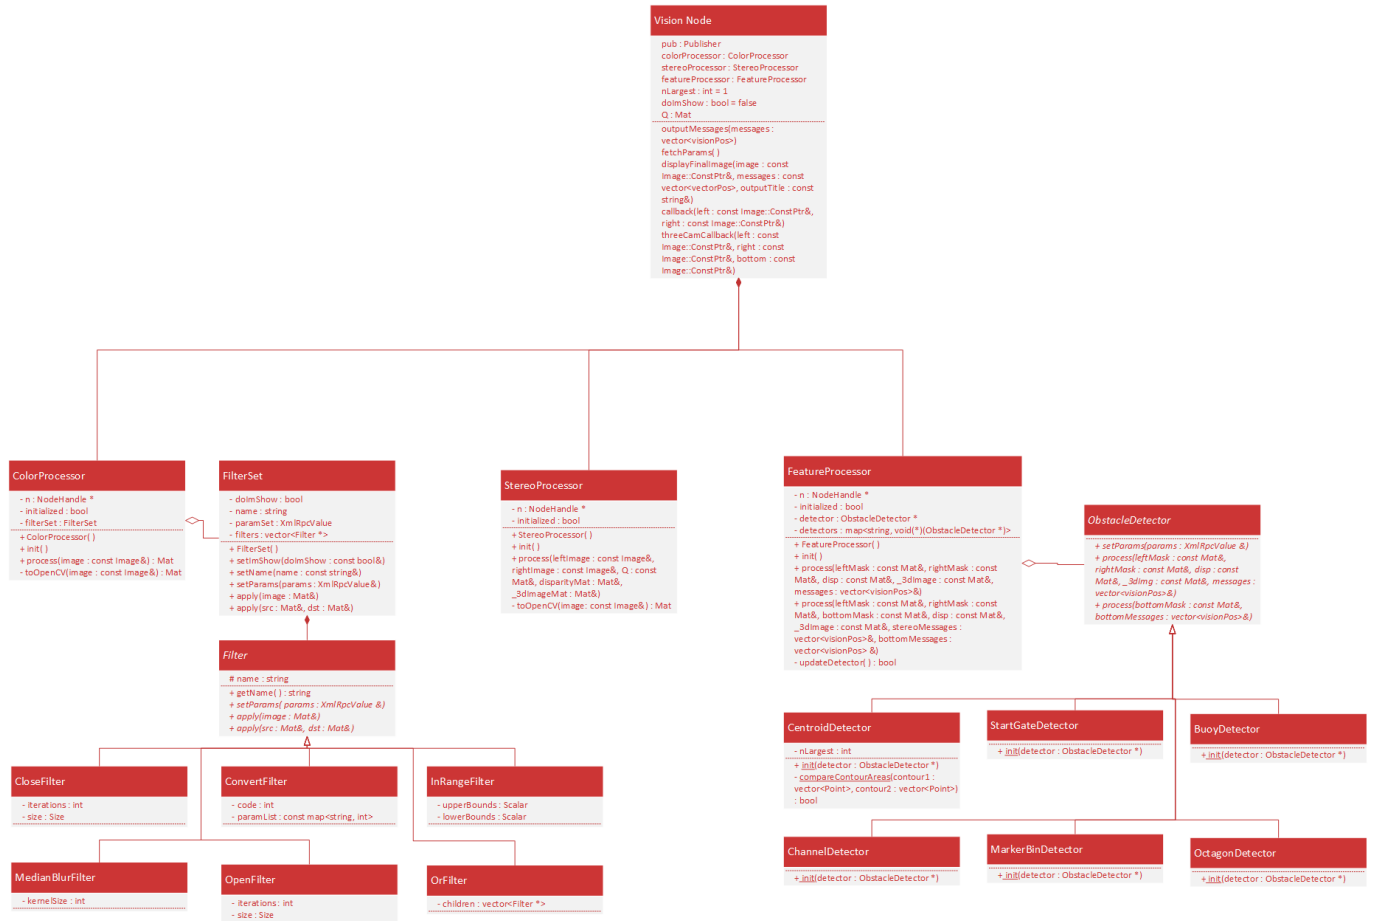 Vision Node
pub : Publisher
colorProcessor : ColorProcessor
stereoProcessor : StereoProcessor
featureProcessor : FeatureProcessor
nLargest : int = 1
doImShow : bool = false
Q : Mat
outputMessages(messages :
vector<visionPos>)
fetchParams( )
displayFinalImage(image : const
Image::ConstPtr&, messages : const
vector<vectorPos>, outputTitle : const
string&)
callback(left : const Image::ConstPtr&,
right : const Image::ConstPtr&)
threeCamCallback(left : const
Image::ConstPtr&, right : const
Image::ConstPtr&, bottom : const
Image::ConstPtr&)
ColorProcessor
- n : NodeHandle *
- initialized : bool
- filterSet : FilterSet
+ ColorProcessor( )
+ init( )
+ process(image : const Image&) : Mat
- toOpenCV(image : const Image&) : Mat
FilterSet
- doImShow : bool
- name : string
- paramSet : XmlRpcValue
- filters : vector<Filter *>
+ FilterSet( )
+ setImShow(doImShow : const bool&)
+ setName(name : const string&)
+ setParams(params : XmlRpcValue&)
+ apply(image : Mat&)
+ apply(src : Mat&, dst : Mat&)
StereoProcessor
- n : NodeHandle *
- initialized : bool
+ StereoProcessor( )
+ init( )
+ process(leftImage : const Image&,
rightImage : const Image&, Q : const
Mat&, disparityMat : Mat&,
_3dImageMat : Mat&)
- toOpenCV(image: const Image&) : Mat
FeatureProcessor
- n : NodeHandle *
- initialized : bool
- detector : ObstacleDetector *
- detectors : map<string, void(*)(ObstacleDetector *)>
+ FeatureProcessor( )
+ init( )
+ process(leftMask : const Mat&, rightMask : const
Mat&, disp : const Mat&, _3dImage : const Mat&,
messages : vector<visionPos>&)
+ process(leftMask : const Mat&, rightMask : const
Mat&, bottomMask : const Mat&, disp : const Mat&,
_3dImage : const Mat&, stereoMessages :
vector<visionPos>&, bottomMessages :
vector<visionPos> &)
- updateDetector( ) : bool
ObstacleDetector
+ setParams(params : XmlRpcValue &)
+ process(leftMask : const Mat&,
rightMask : const Mat&, disp : const
Mat&, _3dImg : const Mat&, messages :
vector<visionPos>&)
+ process(bottomMask : const Mat&,
bottomMessages : vector<visionPos>&)
Filter
# name : string
+ getName( ) : string
+ setParams( params : XmlRpcValue &)
+ apply(image : Mat&)
+ apply(src : Mat&, dst : Mat&)
CloseFilter
- iterations : int
- size : Size
ConvertFilter
- code : int
- paramList : const map<string, int>
InRangeFilter
- upperBounds : Scalar
- lowerBounds : Scalar
MedianBlurFilter
- kernelSize : int
OpenFilter
- iterations: int
- size : Size
OrFilter
- children : vector<Filter *>
CentroidDetector
- nLargest : int
+ init(detector : ObstacleDetector *)
- compareContourAreas(contour1 :
vector<Point>, contour2 : vector<Point>)
: bool
StartGateDetector
+ init(detector : ObstacleDetector *)
BuoyDetector
+ init(detector : ObstacleDetector *)
ChannelDetector
+ init(detector : ObstacleDetector *)
MarkerBinDetector
+ init(detector : ObstacleDetector *)
OctagonDetector
+ init(detector : ObstacleDetector *)